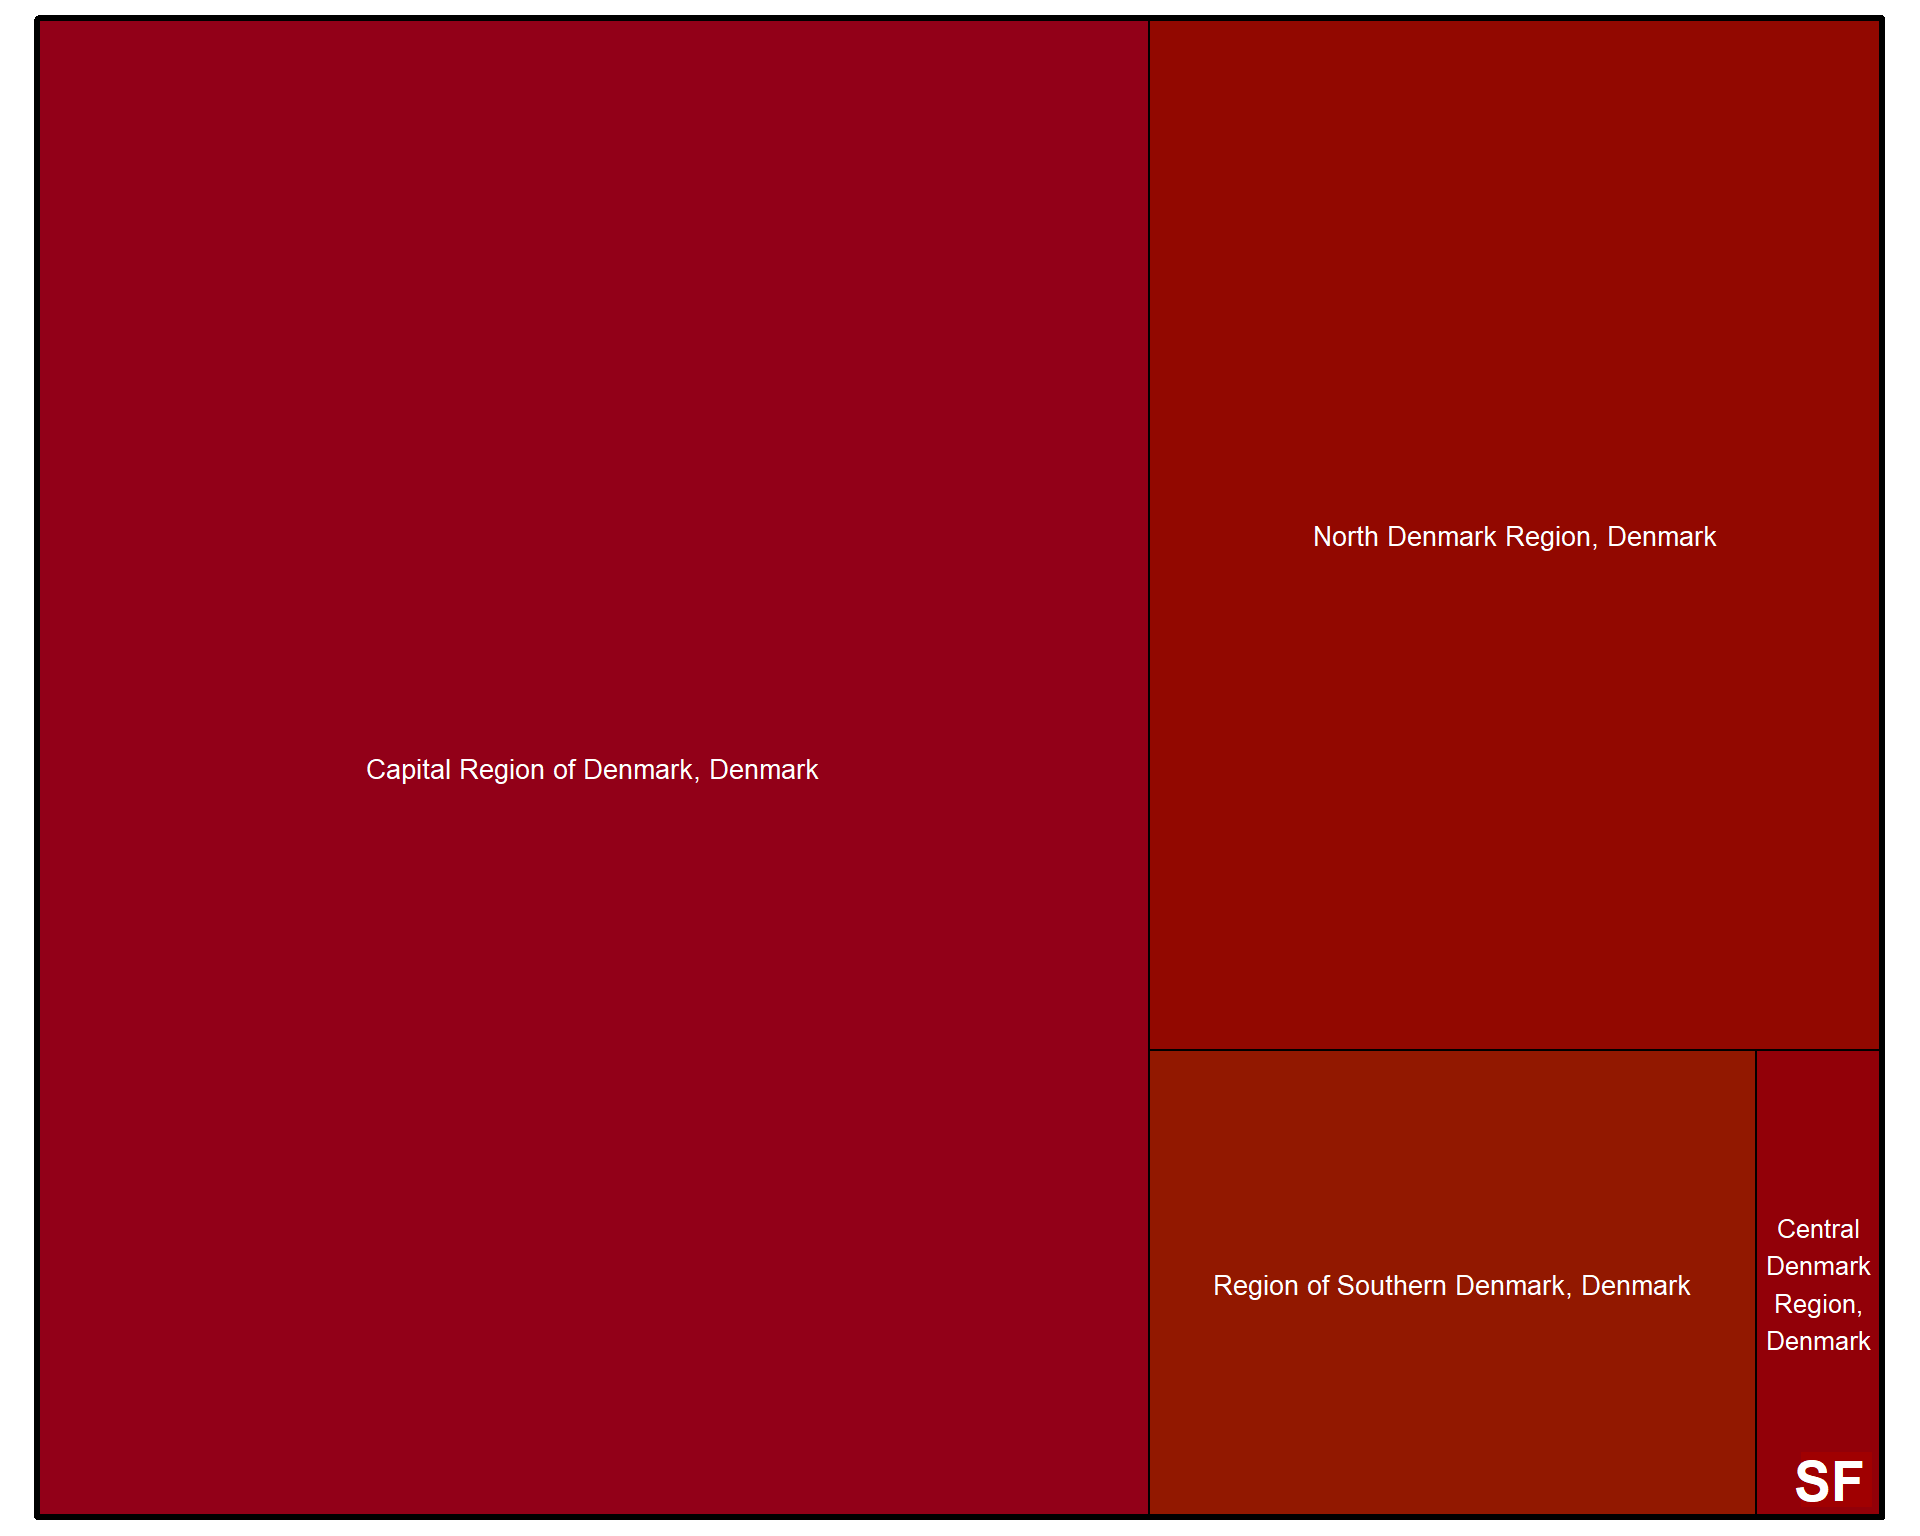 Capital Region of Denmark, Denmark
North Denmark Region, Denmark
Region of Southern Denmark, Denmark
Central
Denmark
Region,
Denmark
SF